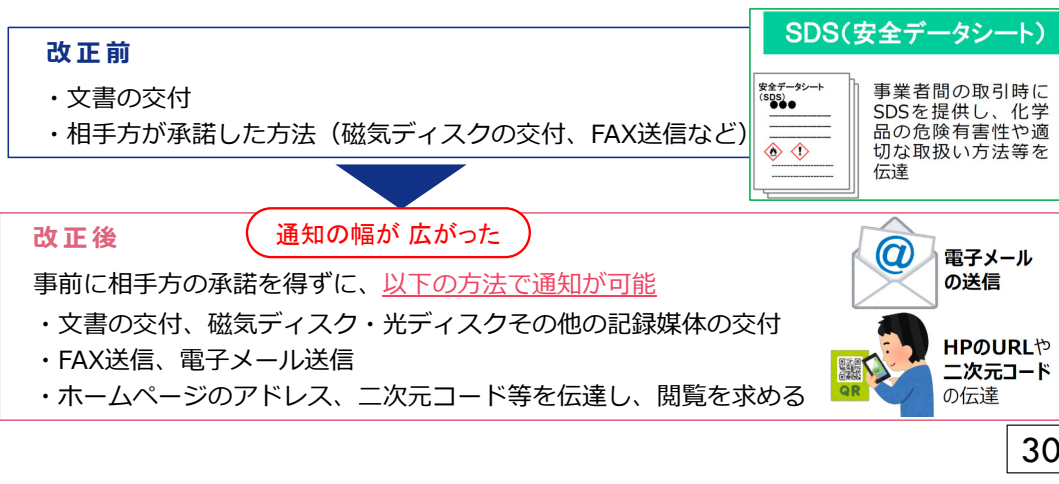 改正前
・文書の交付
・相手方が承諾した方法（磁気ディスクの交付、FAX送信など）
SDS（安全データシート）
安全データシート
(SDS)
●●●
事業者間の取引時に
SDSを提供し、化学
品の危険有害性や適
切な取扱い方法等を
伝達
改正後
通知の幅が 広がった
事前に相手方の承諾を得ずに、以下の方法で通知が可能
・文書の交付、磁気ディスク・光ディスクその他の記録媒体の交付
・FAX送信、電子メール送信
・ホームページのアドレス、二次元コード等を伝達し、閲覧を求める
@
電子メール
の送信
QR
HPのURLや
二次元コード
の伝達
30